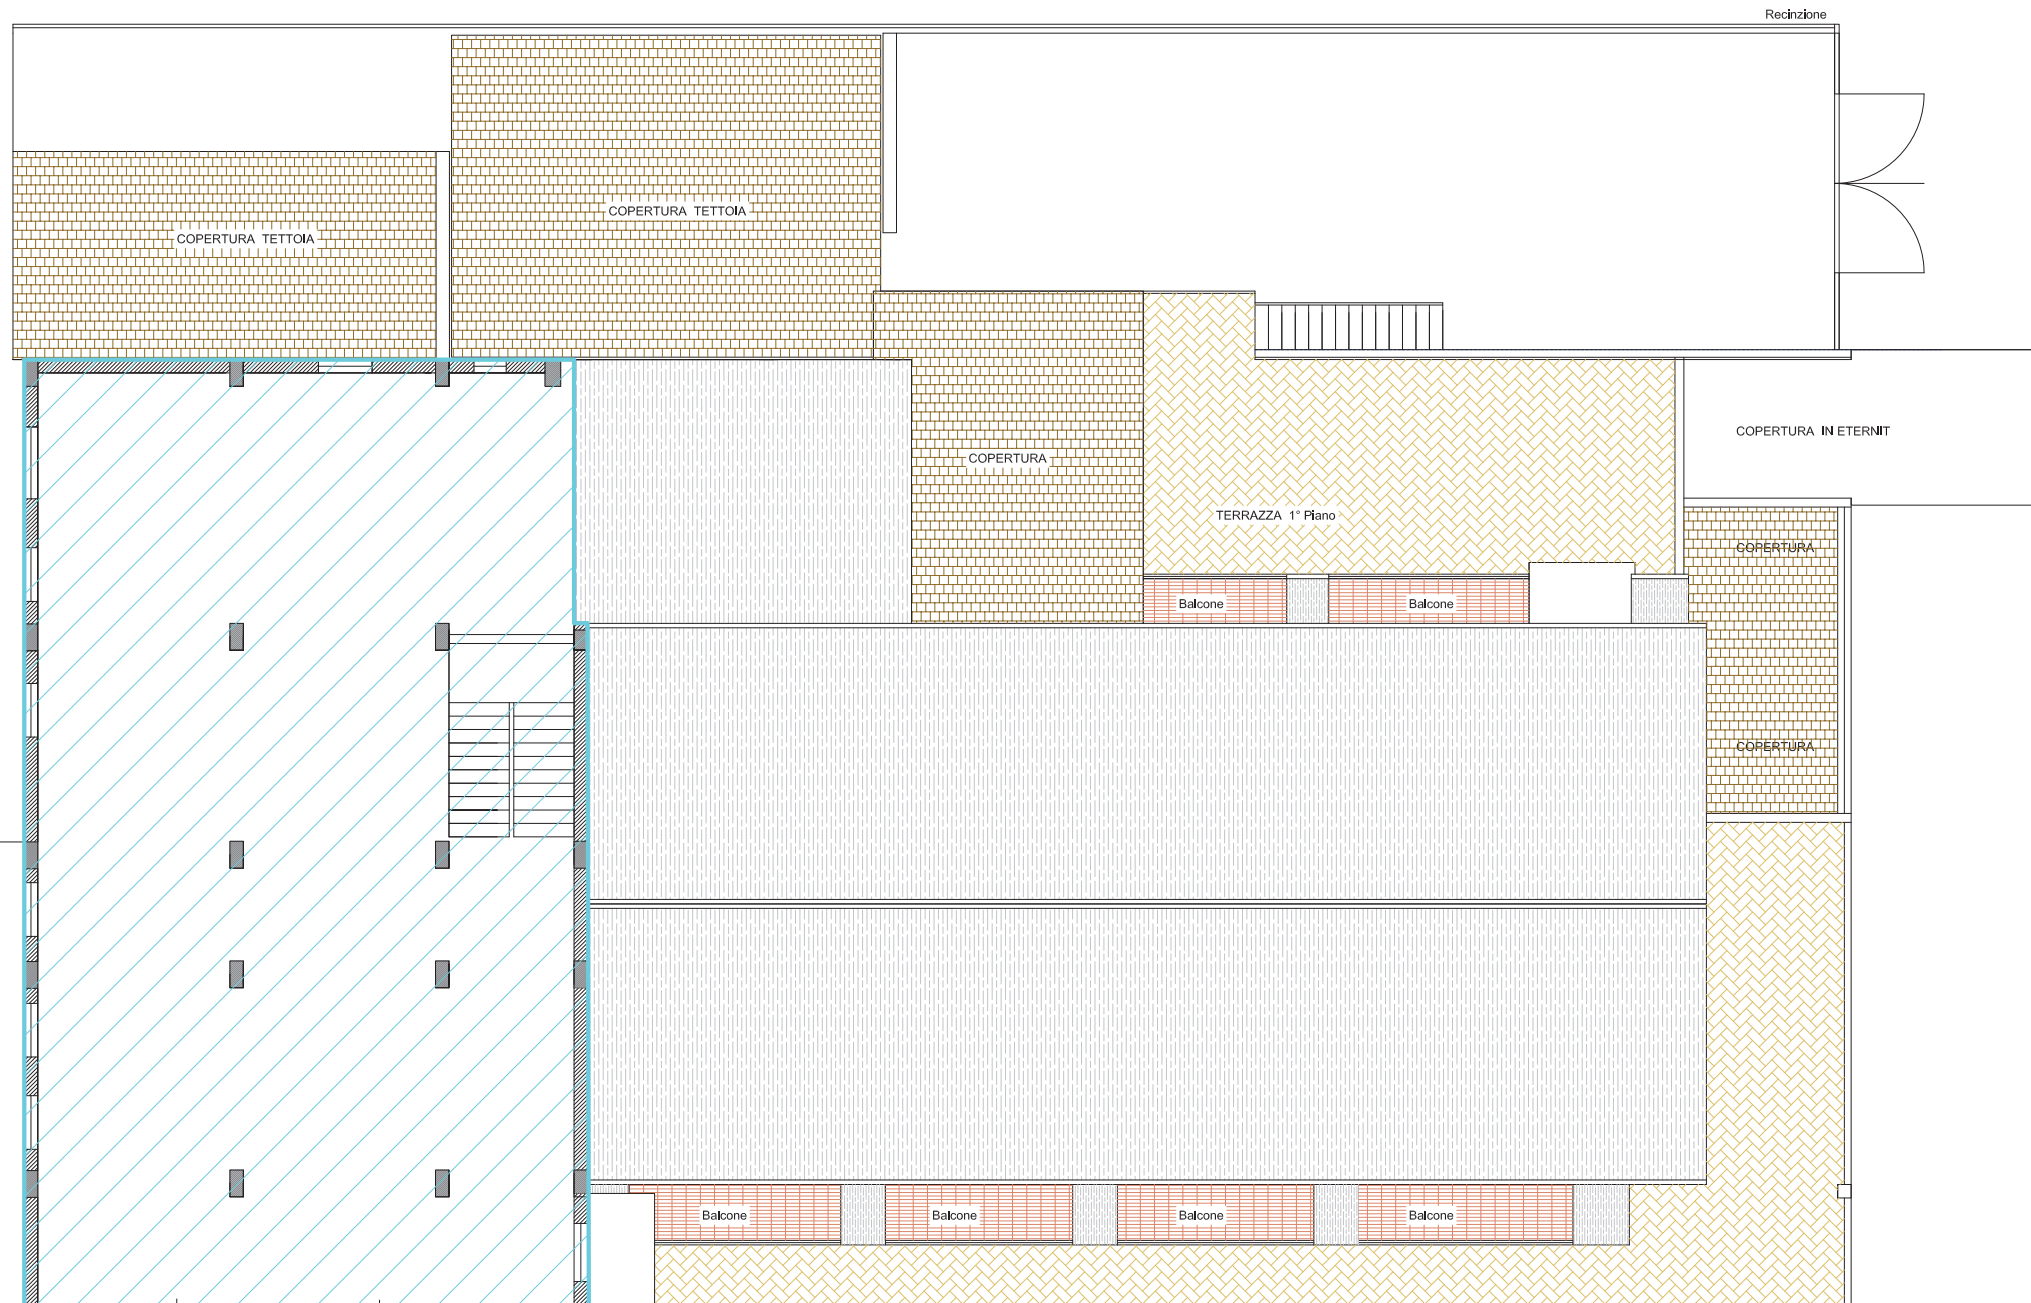 Recinzione
COPERTURA TETTOIA
COPERTURA TETTOIA
COPERTURA IN ETERNIT
COPERTURA
TERRAZZA 1° Piano
COPERTURA
Balcone
Balcone
COPERTURA
Balcone
Balcone
Balcone
Balcone